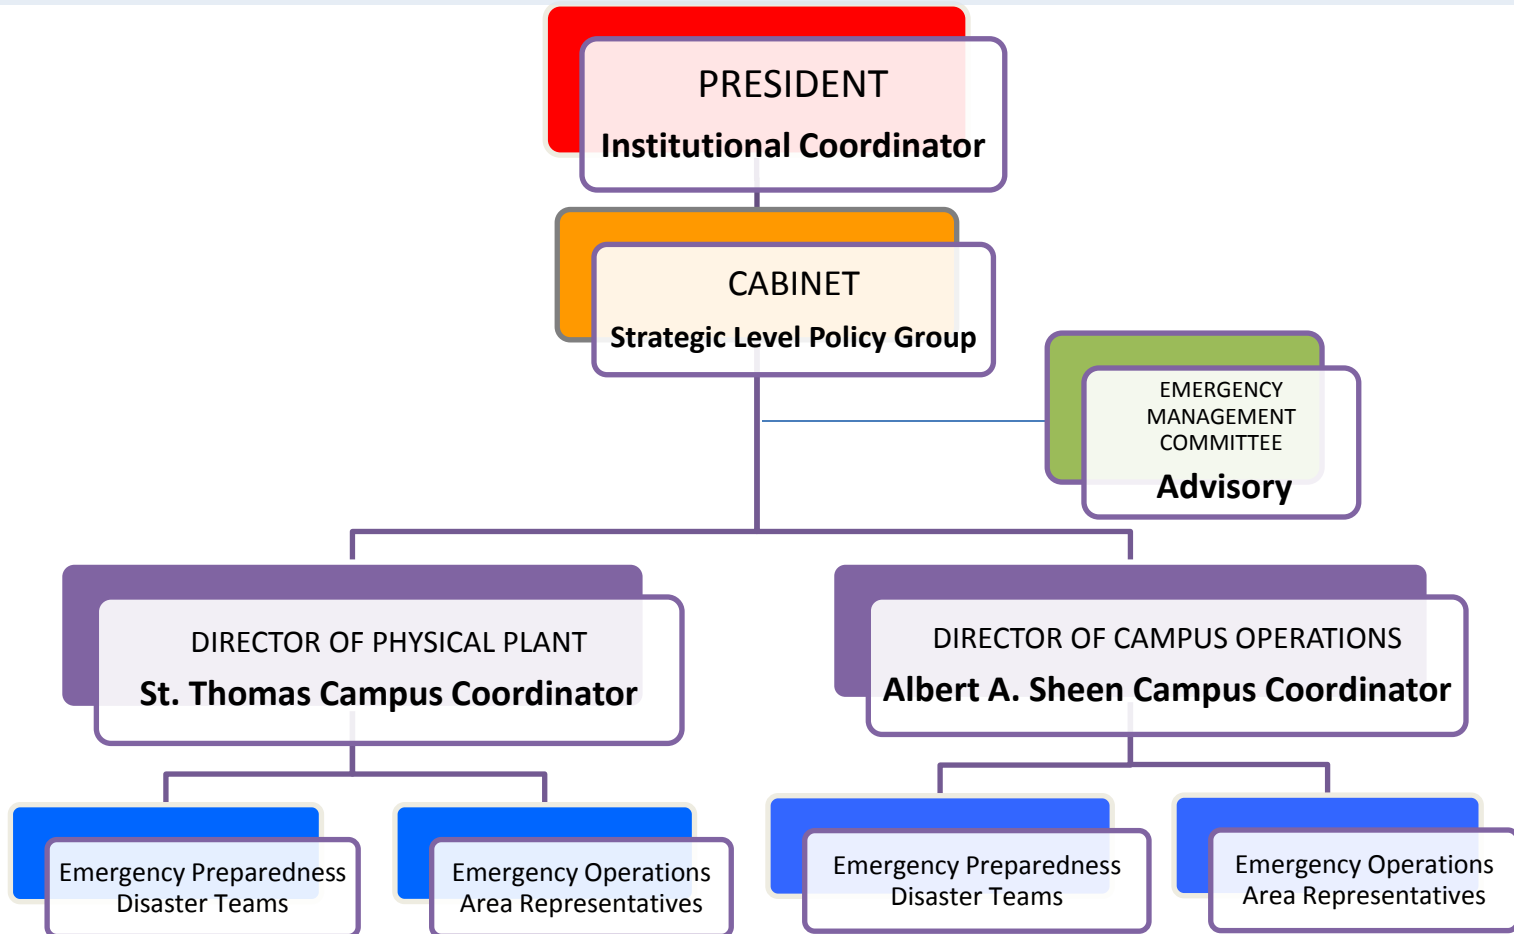 PRESIDENT
Institutional Coordinator
CABINET
Strategic Level Policy Group
EMERGENCY
MANAGEMENT
COMMITTEE
Advisory
DIRECTOR OF PHYSICAL PLANT
St. Thomas Campus Coordinator
DIRECTOR OF CAMPUS OPERATIONS
Albert A. Sheen Campus Coordinator
Emergency Preparedness
Disaster Teams
Emergency Operations
Area Representatives
Emergency Preparedness
Disaster Teams
Emergency Operations
Area Representatives